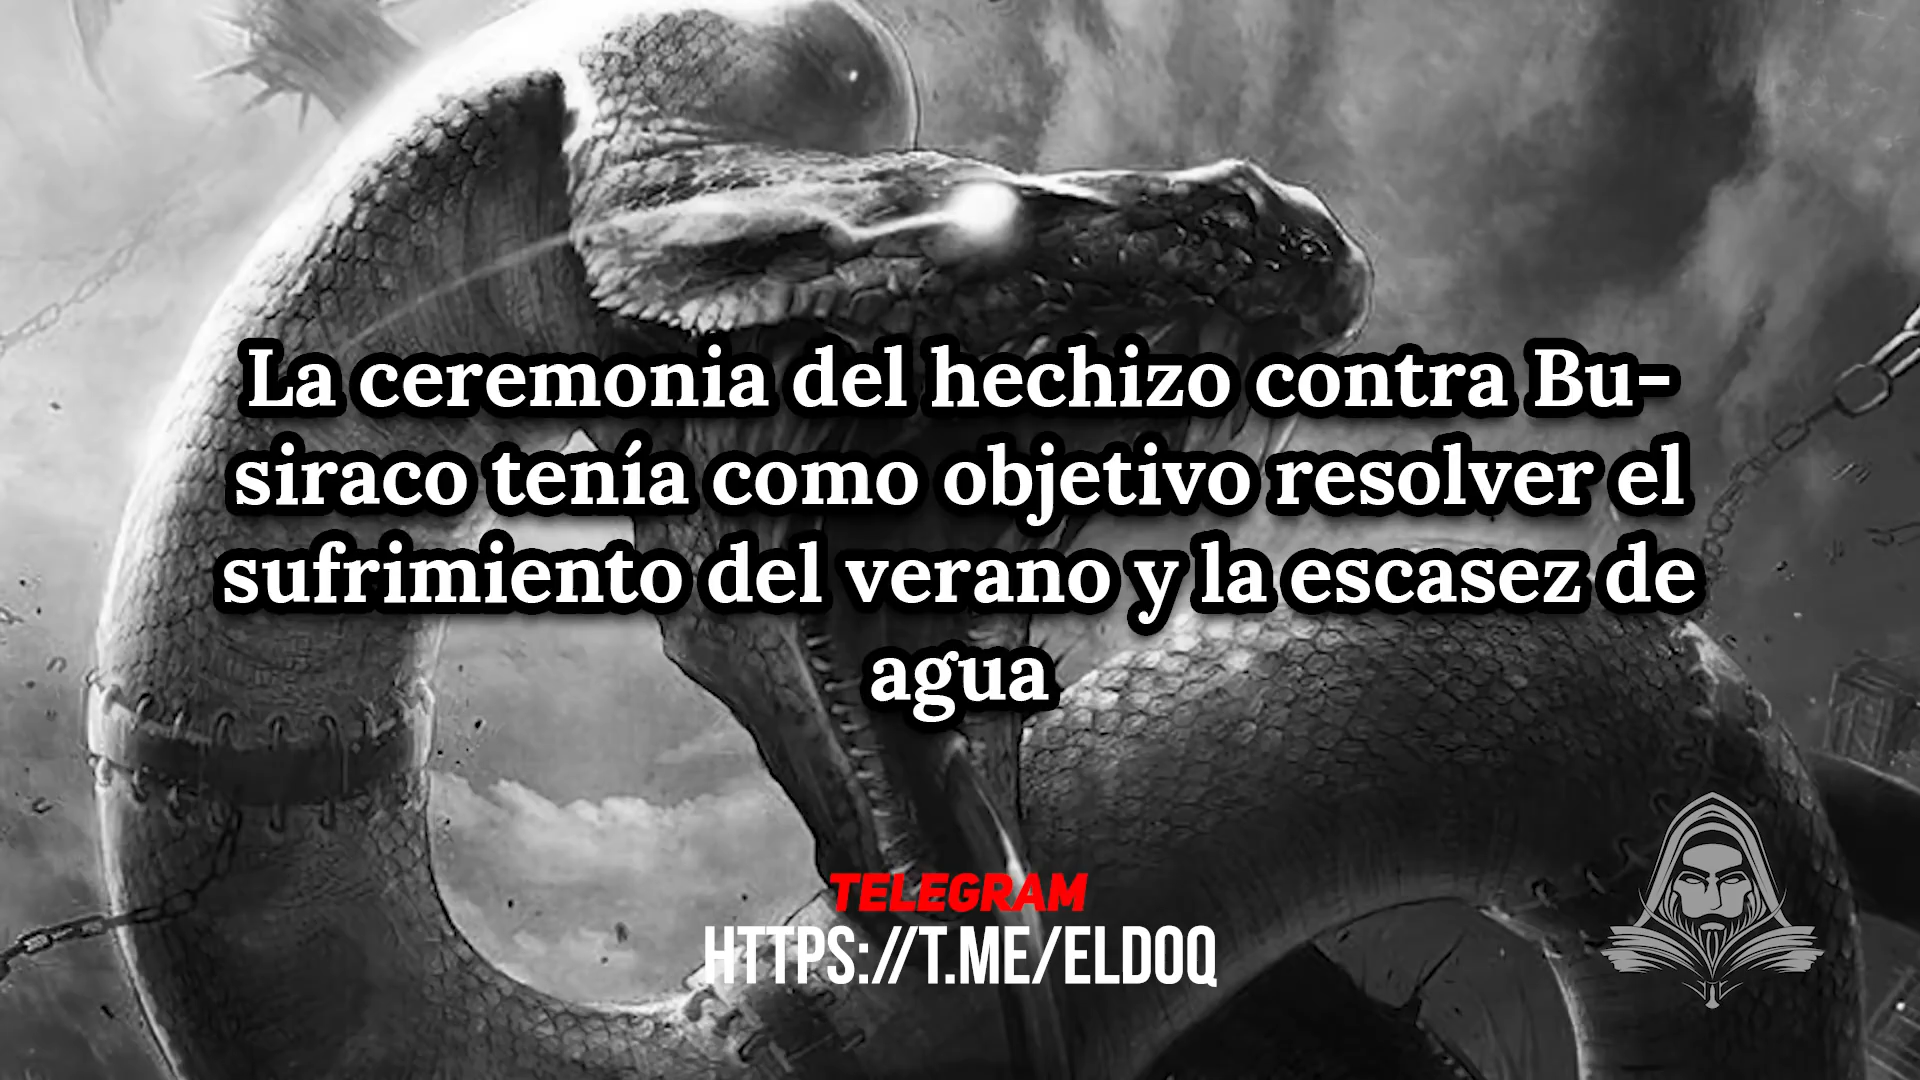 La ceremonia del hechizo contra Bu-
siraco tenía como objetivo resolver el
sufrimiento del verano y la escasez de
agua
TELEGRAM
HTTPS://T.ME/ELDOQ